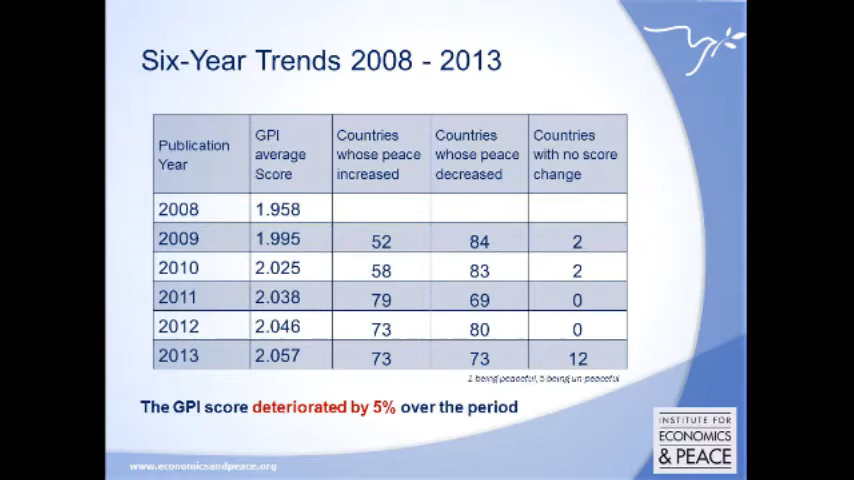 Six-Year Trends 2008 - 2013
Publication Year GPI average Score Countries whose peace increased Countries whose peace decreased Countries with no score change
2008 1.958
2009 1.995 52 84 2
2010 2.025 58 83 2
2011 2.038 79 69 0
2012 2.046 73 80 0
2013 2.057 73 73 12
1 being peaceful, 5 being un-peaceful
The GPI score deteriorated by 5% over the period
INSTITUTE FOR
ECONOMICS
& PEACE
www.economicsandpeace.org